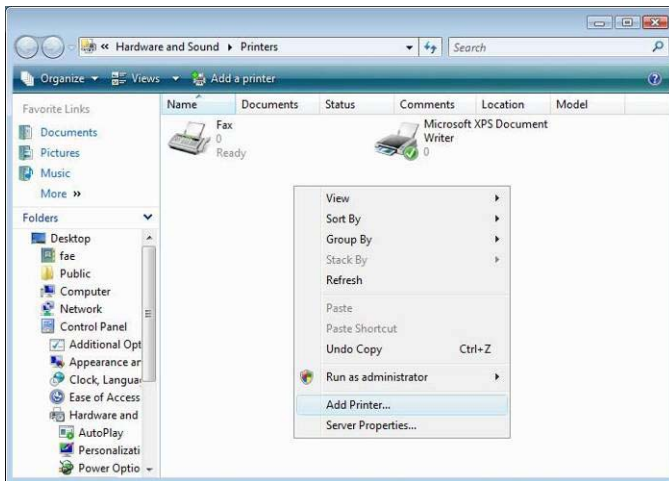 « Hardware and Sound ▸ Printers
Search
Organize Views Add a printer
Favorite Links
Documents
Pictures
Music
More »
Folders
Desktop
fae
Public
Computer
Network
Control Panel
Additional Opt
Appearance an
Clock, Languag
Ease of Access
Hardware and
AutoPlay
Personalizati
Power Optio
Name Documents Status Comments Location Model
Fax
0
Ready
Microsoft XPS Document
Writer
0
View
Sort By
Group By
Stack By
Refresh
Paste
Paste Shortcut
Undo Copy Ctrl+Z
Run as administrator
Add Printer...
Server Properties...